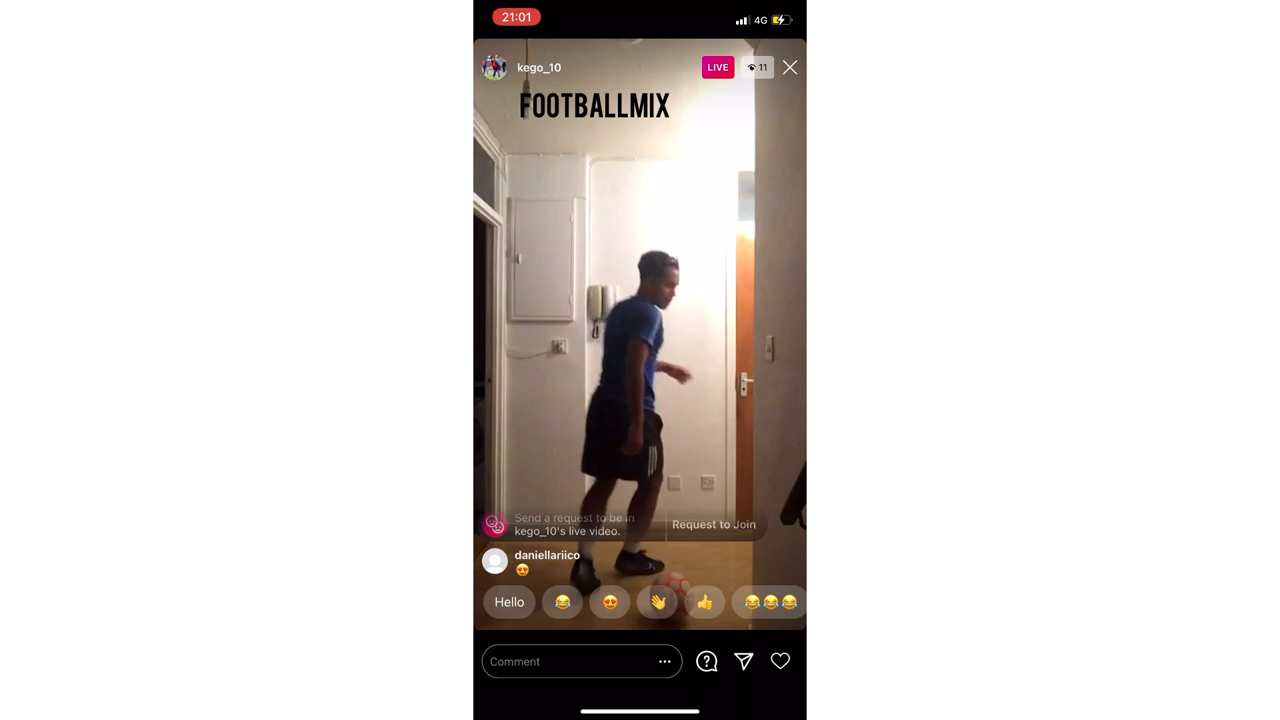 21:01
4G
kego_10
LIVE
11
FOOTBALLMIX
Send a request to be in
kego_10's live video.
Request to Join
daniellariico
😍
Hello
😂
😍
👋
👍
😂😂😂
Comment